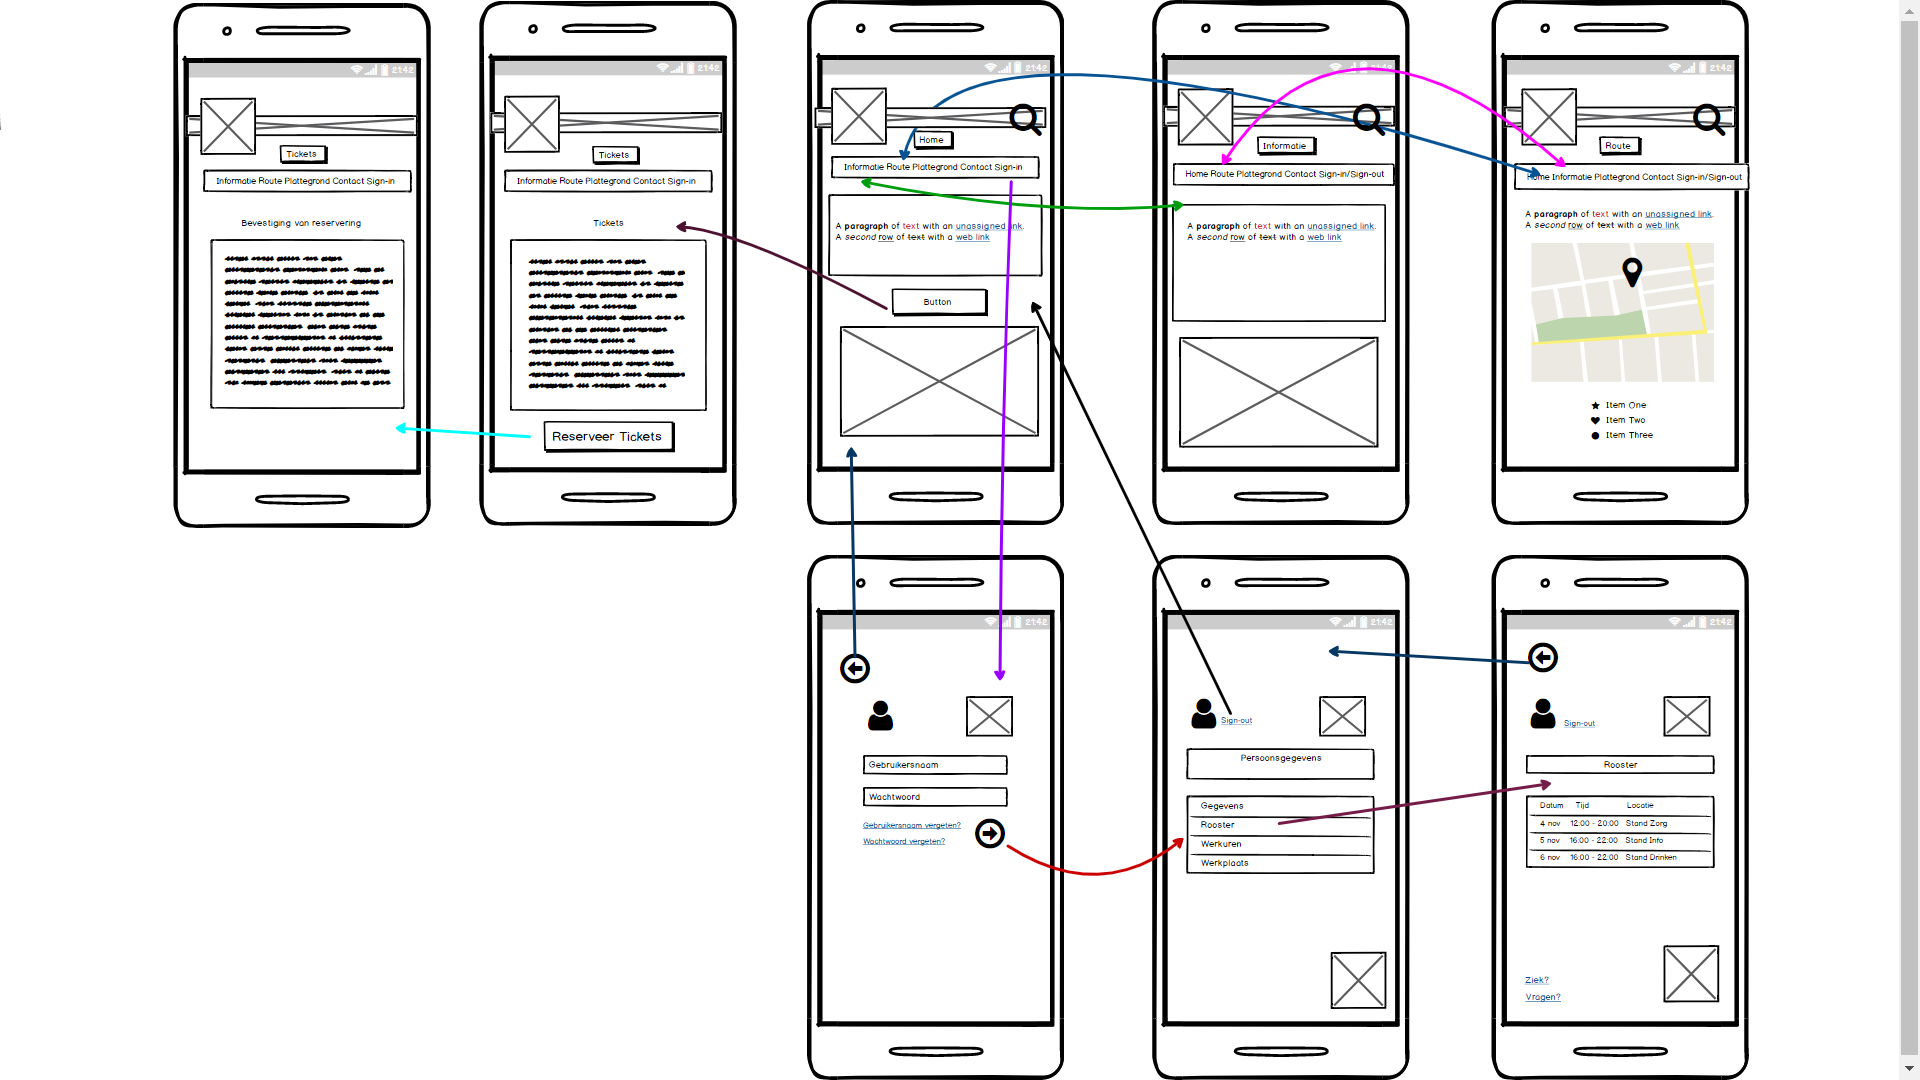 21:42
Tickets
Informatie Route Plattegrond Contact Sign-in
Bevestiging van reservering
21:42
Tickets
Informatie Route Plattegrond Contact Sign-in
Tickets
Reserveer Tickets
21:42
Home
Informatie Route Plattegrond Contact Sign-in
A paragraph of text with an unassigned link.
A second row of text with a web link
Button
21:42
Informatie
Home Route Plattegrond Contact Sign-in/Sign-out
A paragraph of text with an unassigned link.
A second row of text with a web link
21:42
Route
Home Informatie Plattegrond Contact Sign-in/Sign-out
A paragraph of text with an unassigned link.
A second row of text with a web link
Item One
Item Two
Item Three
21:42
Gebruikersnaam
Wachtwoord
Gebruikersnaam vergeten?
Wachtwoord vergeten?
21:42
Sign-out
Persoonsgegevens
Gegevens
Rooster
Werkuren
Werkplaats
21:42
Sign-out
Rooster
Datum Tijd Locatie
4 nov 12:00 - 20:00 Stand Zorg
5 nov 16:00 - 22:00 Stand Info
6 nov 16:00 - 22:00 Stand Drinken
Ziek?
Vragen?